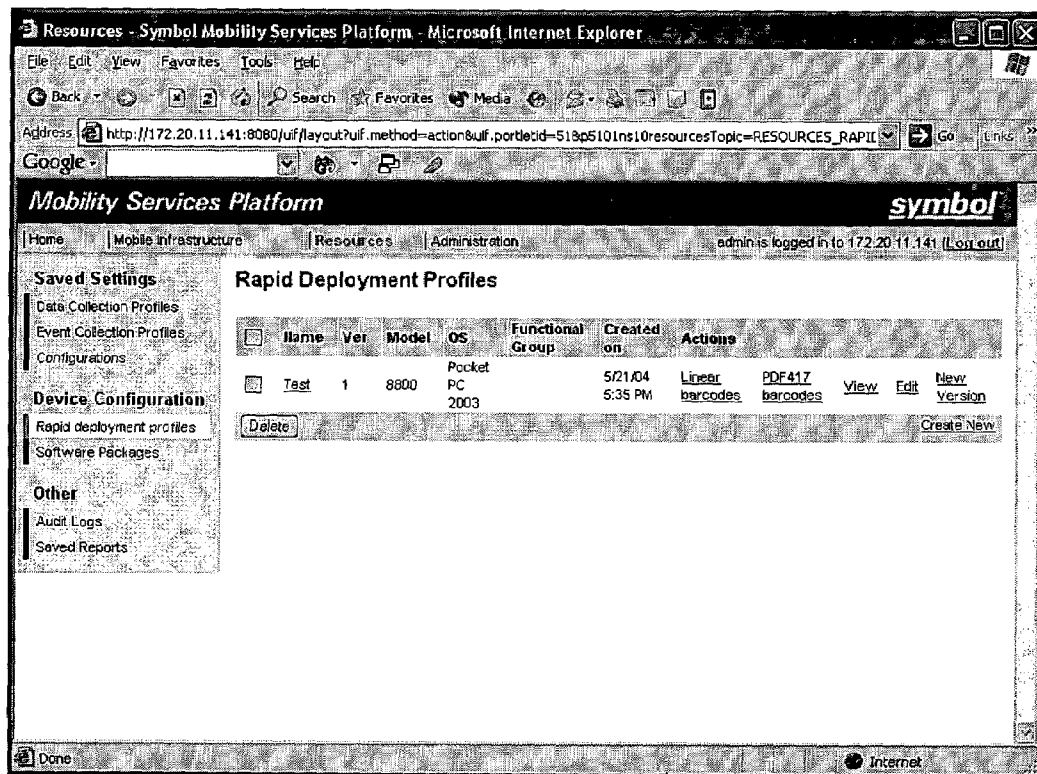 Resources - Symbol Mobility Services Platform - Microsoft Internet Explorer
File Edit View Favorites Tools Help
Back Search Favorites Media
Address http://172.20.11.141:8080/uif/layout?uif.method=action&uif.portletid=518p5101ns10resourcesTopic=RESOURCES_RAPID Go Links »
Google
Mobility Services Platform symbol
Home Mobile Infrastructure Resources Administration admin is logged in to 172.20.11.141 (Log out)
Saved Settings
Data Collection Profiles
Event Collection Profiles
Configurations
Device Configuration
Rapid deployment profiles
Software Packages
Other
Audit Logs
Saved Reports
Rapid Deployment Profiles
Name Ver Model OS Functional Group Created on Actions
Test 1 8800 Pocket PC 2003 5/21/04 5:35 PM Linear barcodes PDF417 barcodes View Edit New Version
Delete Create New
Done Internet